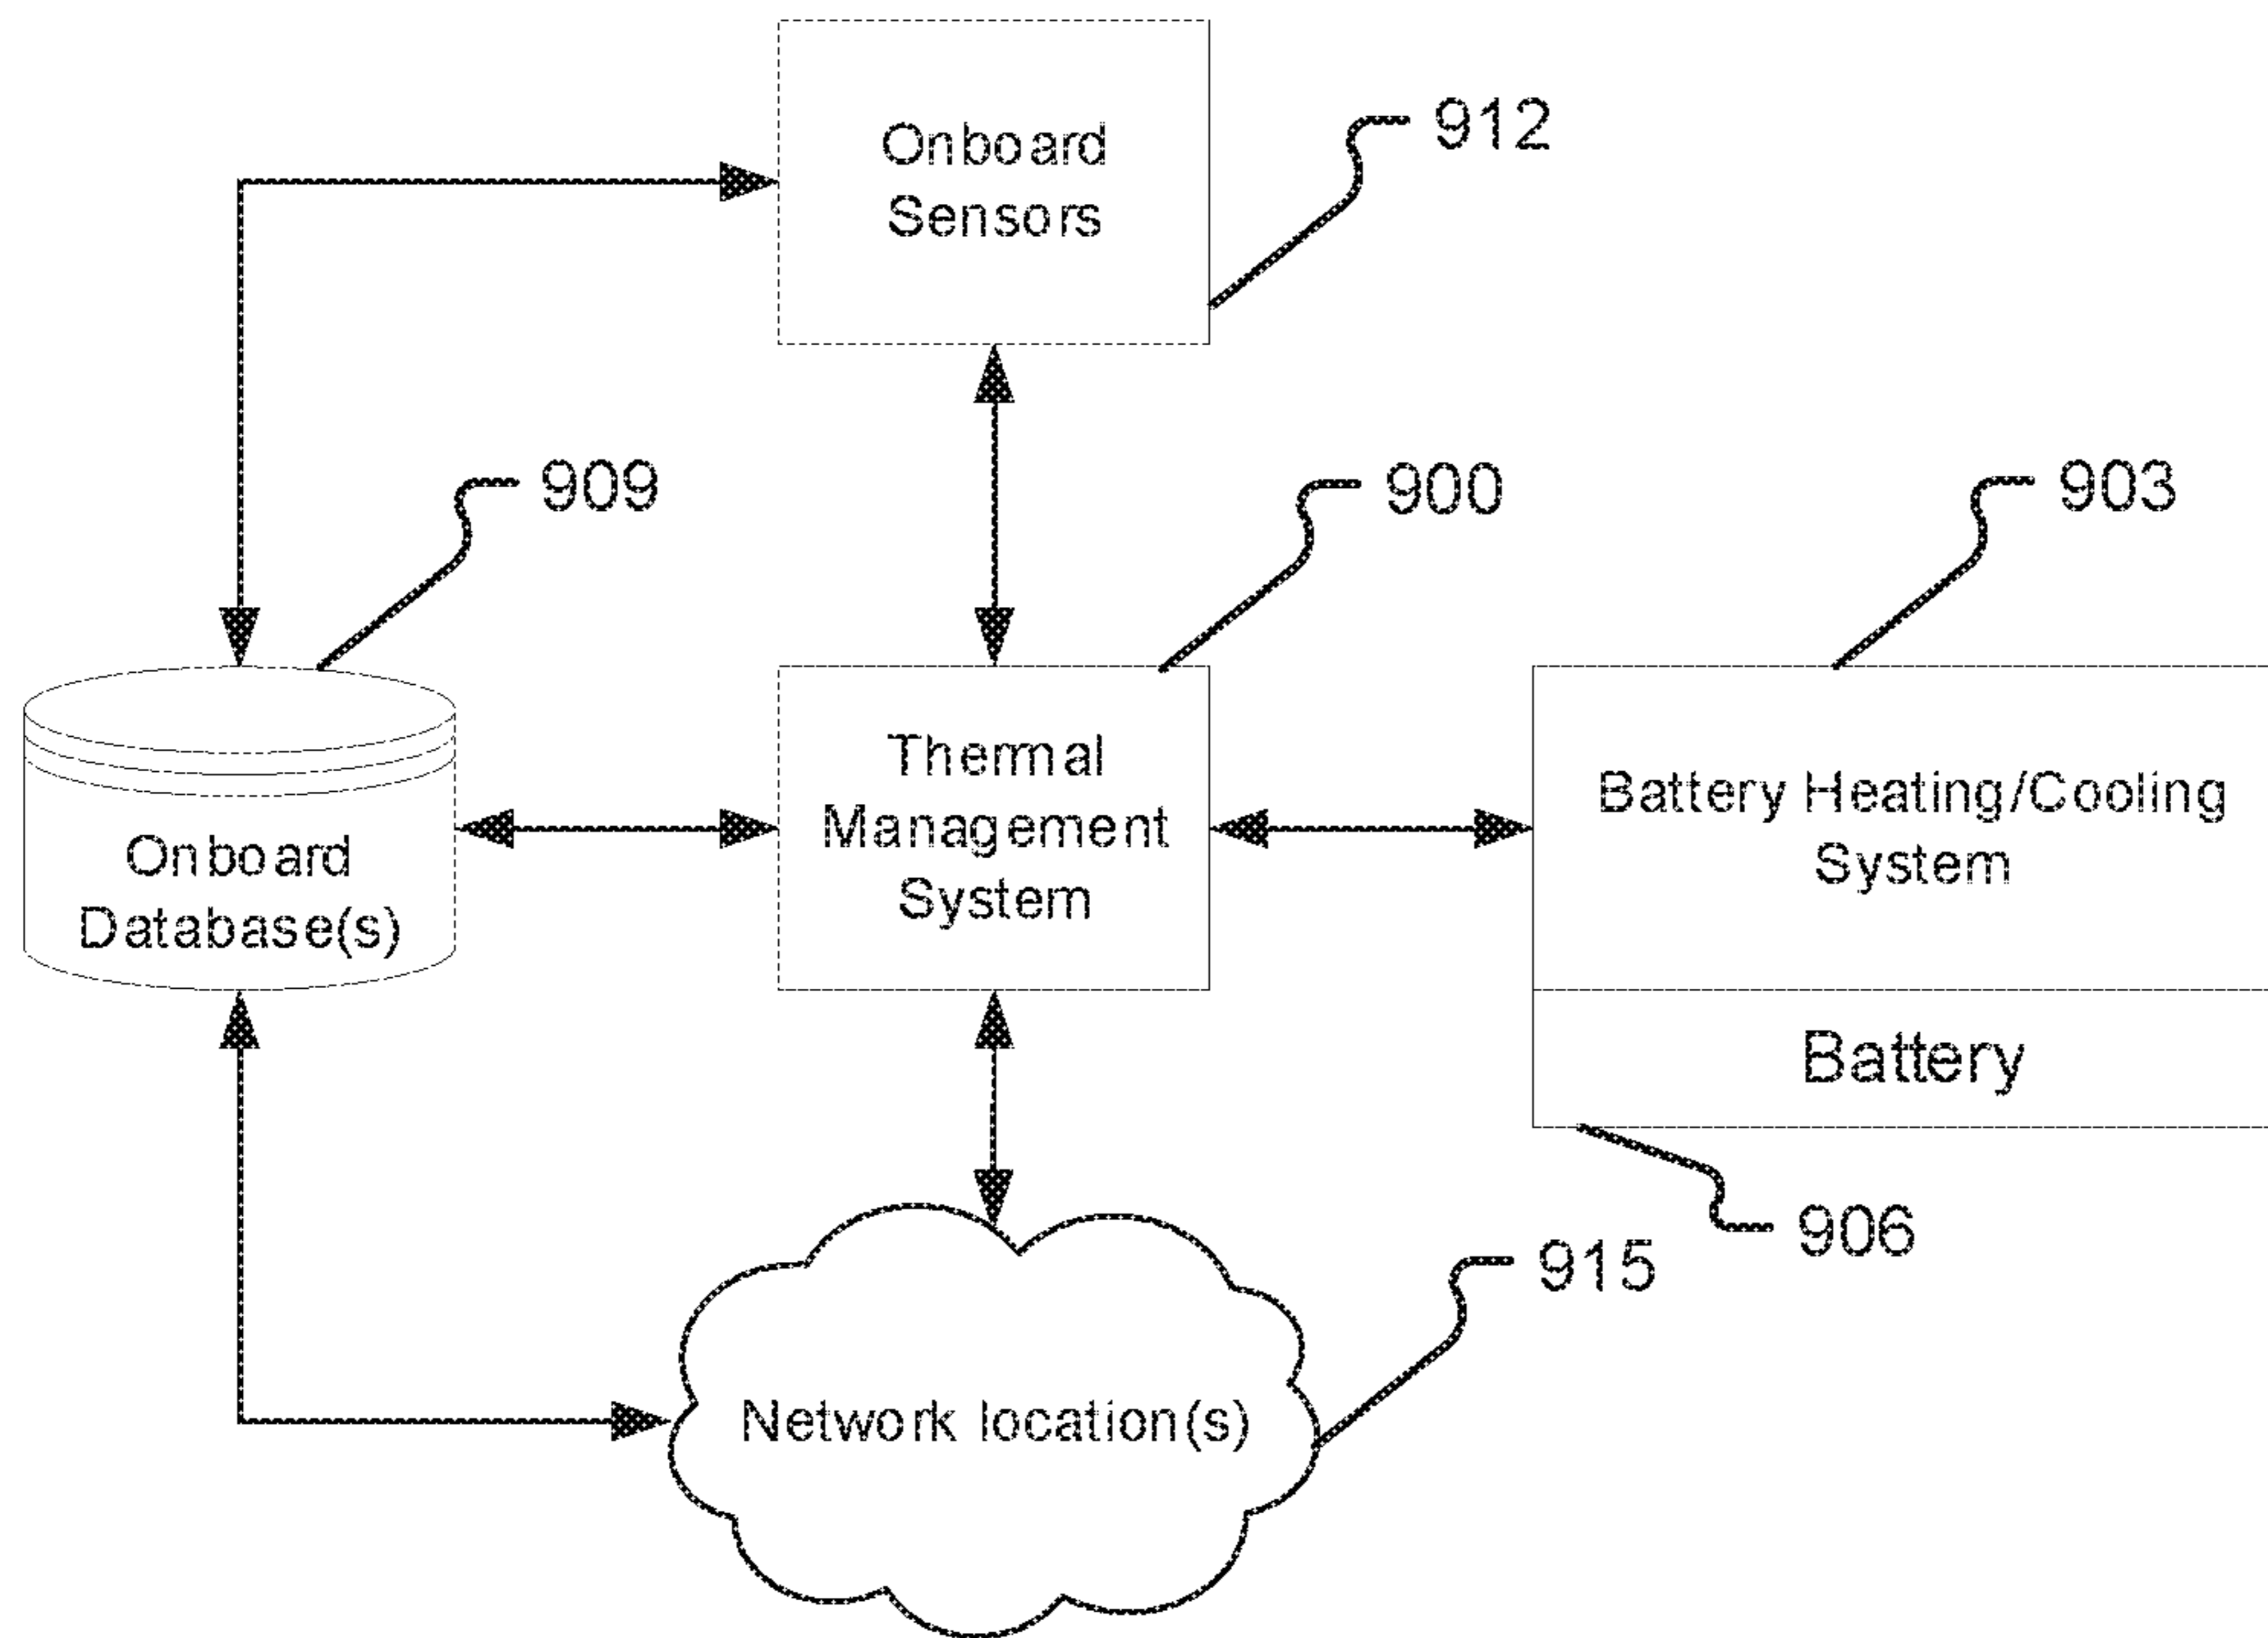 Onboard
Sensors
912
909
900
903
Onboard
Database(s)
Thermal
Management
System
Battery Heating/Cooling
System
Battery
906
915
Network location(s)